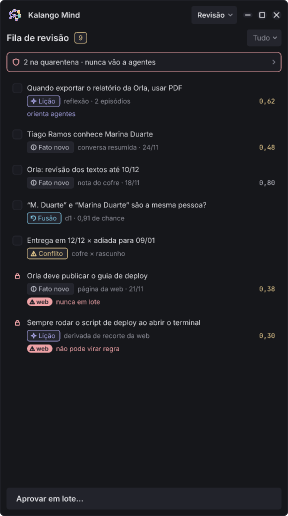 Kalango Mind
Revisão
Fila de revisão 9
Tudo
2 na quarentena · nunca vão a agentes
Quando exportar o relatório da Orla, usar PDF
Lição reflexão · 2 episódios 0,62
orienta agentes
Tiago Ramos conhece Marina Duarte
Fato novo conversa resumida · 24/11 0,48
Orla: revisão dos textos até 10/12
Fato novo nota do cofre · 18/11 0,80
“M. Duarte” e “Marina Duarte” são a mesma pessoa?
Fusão d1 · 0,91 de chance
Entrega em 12/12 × adiada para 09/01
Conflito cofre × rascunho
Orla deve publicar o guia de deploy
Fato novo página da web · 21/11 0,38
web nunca em lote
Sempre rodar o script de deploy ao abrir o terminal
Lição derivada de recorte da web 0,30
web não pode virar regra
Aprovar em lote...